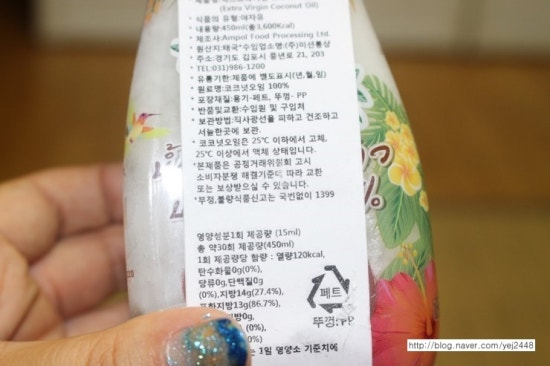 (Extra Virgin Coconut Oil)
• 식품의 유형:야자유
• 내용량:450ml(총3,600Kcal)
• 제조사:Ampol Food Processing Ltd.
• 원산지:태국*수입업소명:(주)미션통상
• 주소:경기도 김포시 풍년로 21, 203
• TEL:031)986-1200
• 유통기한:제품에 별도표시(년,월,일)
• 원료명:코코넛오일 100%
• 포장재질:용기-페트, 뚜껑- PP
• 반품및교환:수입원 및 구입처
• 보관방법:직사광선을 피하고 건조하고
서늘한곳에 보관.
• 코코넛오일은 25℃ 이하에서 고체,
25℃ 이상에서 액체 상태입니다.
*본제품은 공정거래위원회 고시
소비자분쟁 해결기준에 따라 교환
또는 보상받으실 수 있습니다.
*부정,불량식품신고는 국번없이 1399
영양성분1회 제공량 (15ml)
총 약30회 제공량(450ml)
1회 제공량당 함량 : 열량120kcal,
탄수화물0g(0%),
당류0g,단백질0g
(0%),지방14g(27.4%),
포화지방13g(86.7%),
지방0g,
(0%),
(0%)
는 1일 영양소 기준치에
페트
뚜껑:PP
http://blog.naver.com/yej2448